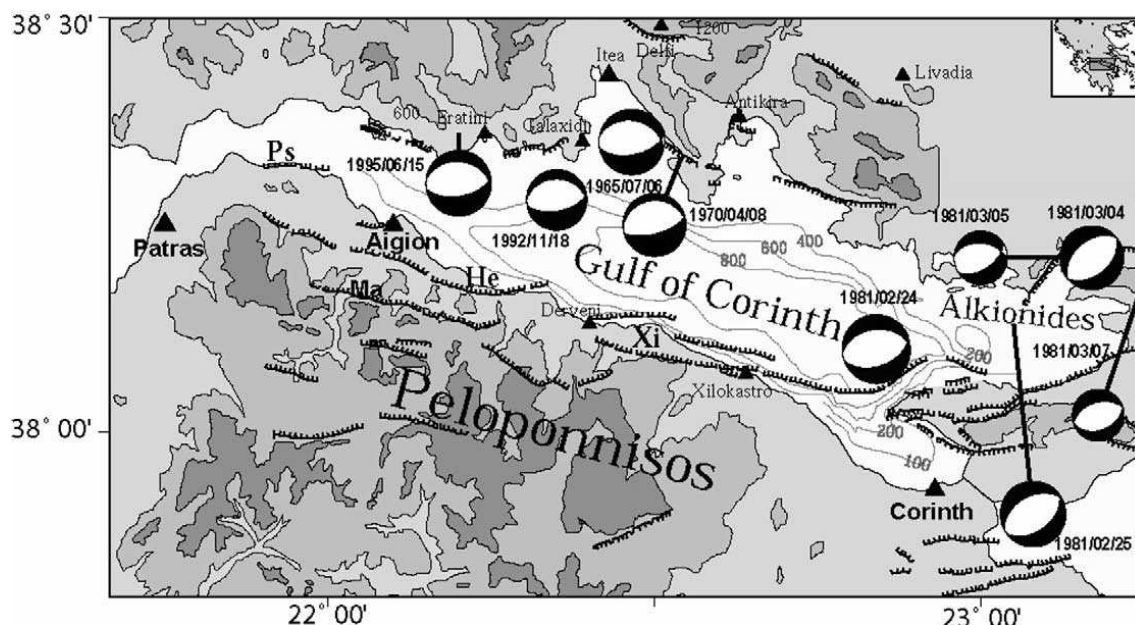 38° 30'
1200
Delfi
Itea
Livadia
Antikira
600
Eratini
Galaxidi
Ps
1995/06/15
1965/07/06
1970/04/08
1992/11/18
Patras
Aigion
1981/03/05
1981/03/04
400
600
800
Gulf of Corinth
He
Ma
1981/02/24
Alkionides
Derveni
Xi
200
1981/03/07
Xilokastro
Peloponnisos
38° 00'
200
100
Corinth
1981/02/25
22° 00'
23° 00'